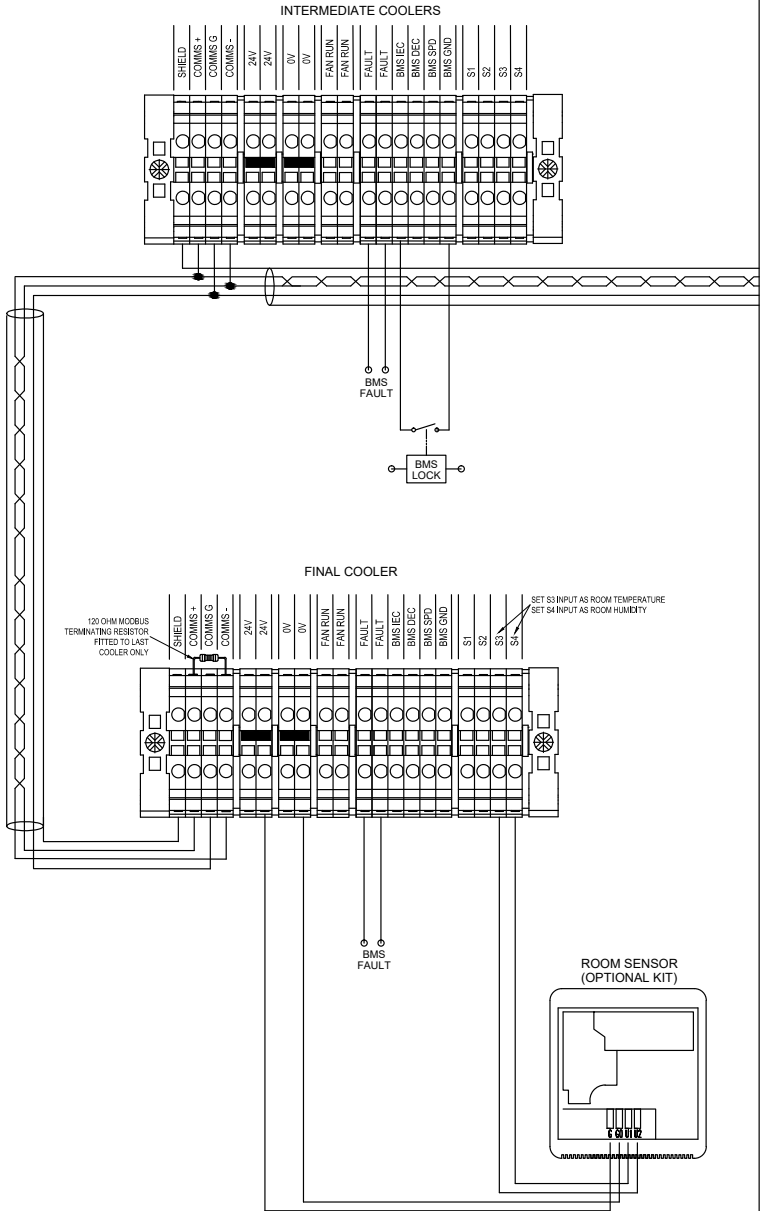 INTERMEDIATE COOLERS
SHIELD
COMMS +
COMMS G
COMMS -
24V
24V
0V
0V
FAN RUN
FAN RUN
FAULT
FAULT
BMS IEC
BMS DEC
BMS SPD
BMS GND
S1
S2
S3
S4
BMS
FAULT
BMS
LOCK
FINAL COOLER
120 OHM MODBUS
TERMINATING RESISTOR
FITTED TO LAST
COOLER ONLY
SHIELD
COMMS +
COMMS G
COMMS -
24V
24V
0V
0V
FAN RUN
FAN RUN
FAULT
FAULT
BMS IEC
BMS DEC
BMS SPD
BMS GND
S1
S2
S3
S4
SET S3 INPUT AS ROOM TEMPERATURE
SET S4 INPUT AS ROOM HUMIDITY
BMS
FAULT
ROOM SENSOR
(OPTIONAL KIT)
G G0 U1 U2